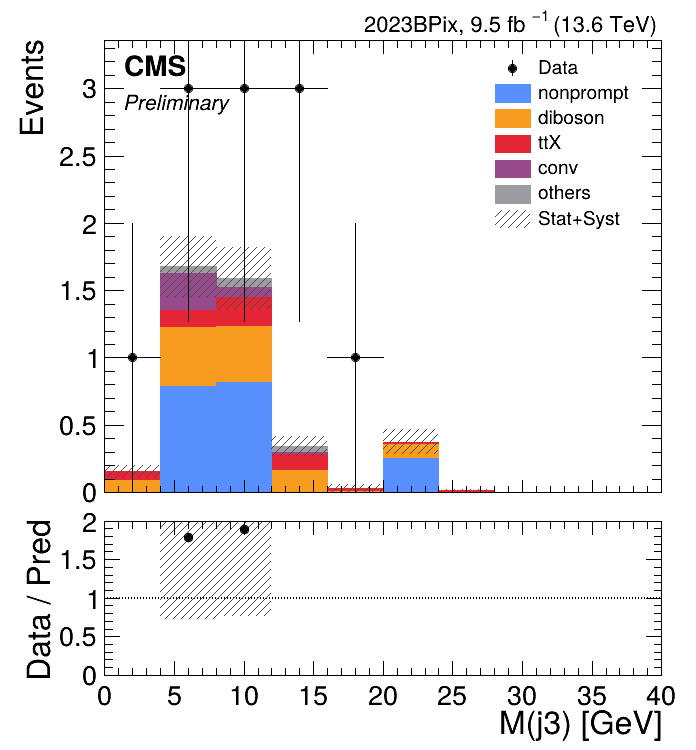 2023BPix, 9.5 fb⁻¹ (13.6 TeV)
CMS
Preliminary
Events
3
2.5
2
1.5
1
0.5
0
Data
nonprompt
diboson
ttX
conv
others
Stat+Syst
Data / Pred
2
1.5
1
0.5
0
0 5 10 15 20 25 30 35 40
M(j3) [GeV]